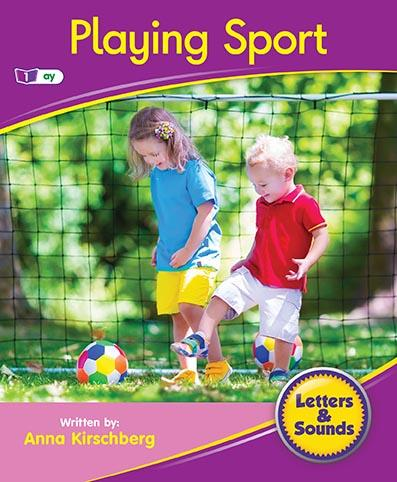 Playing Sport
1 ay
Letters
&
Sounds
Written by:
Anna Kirschberg